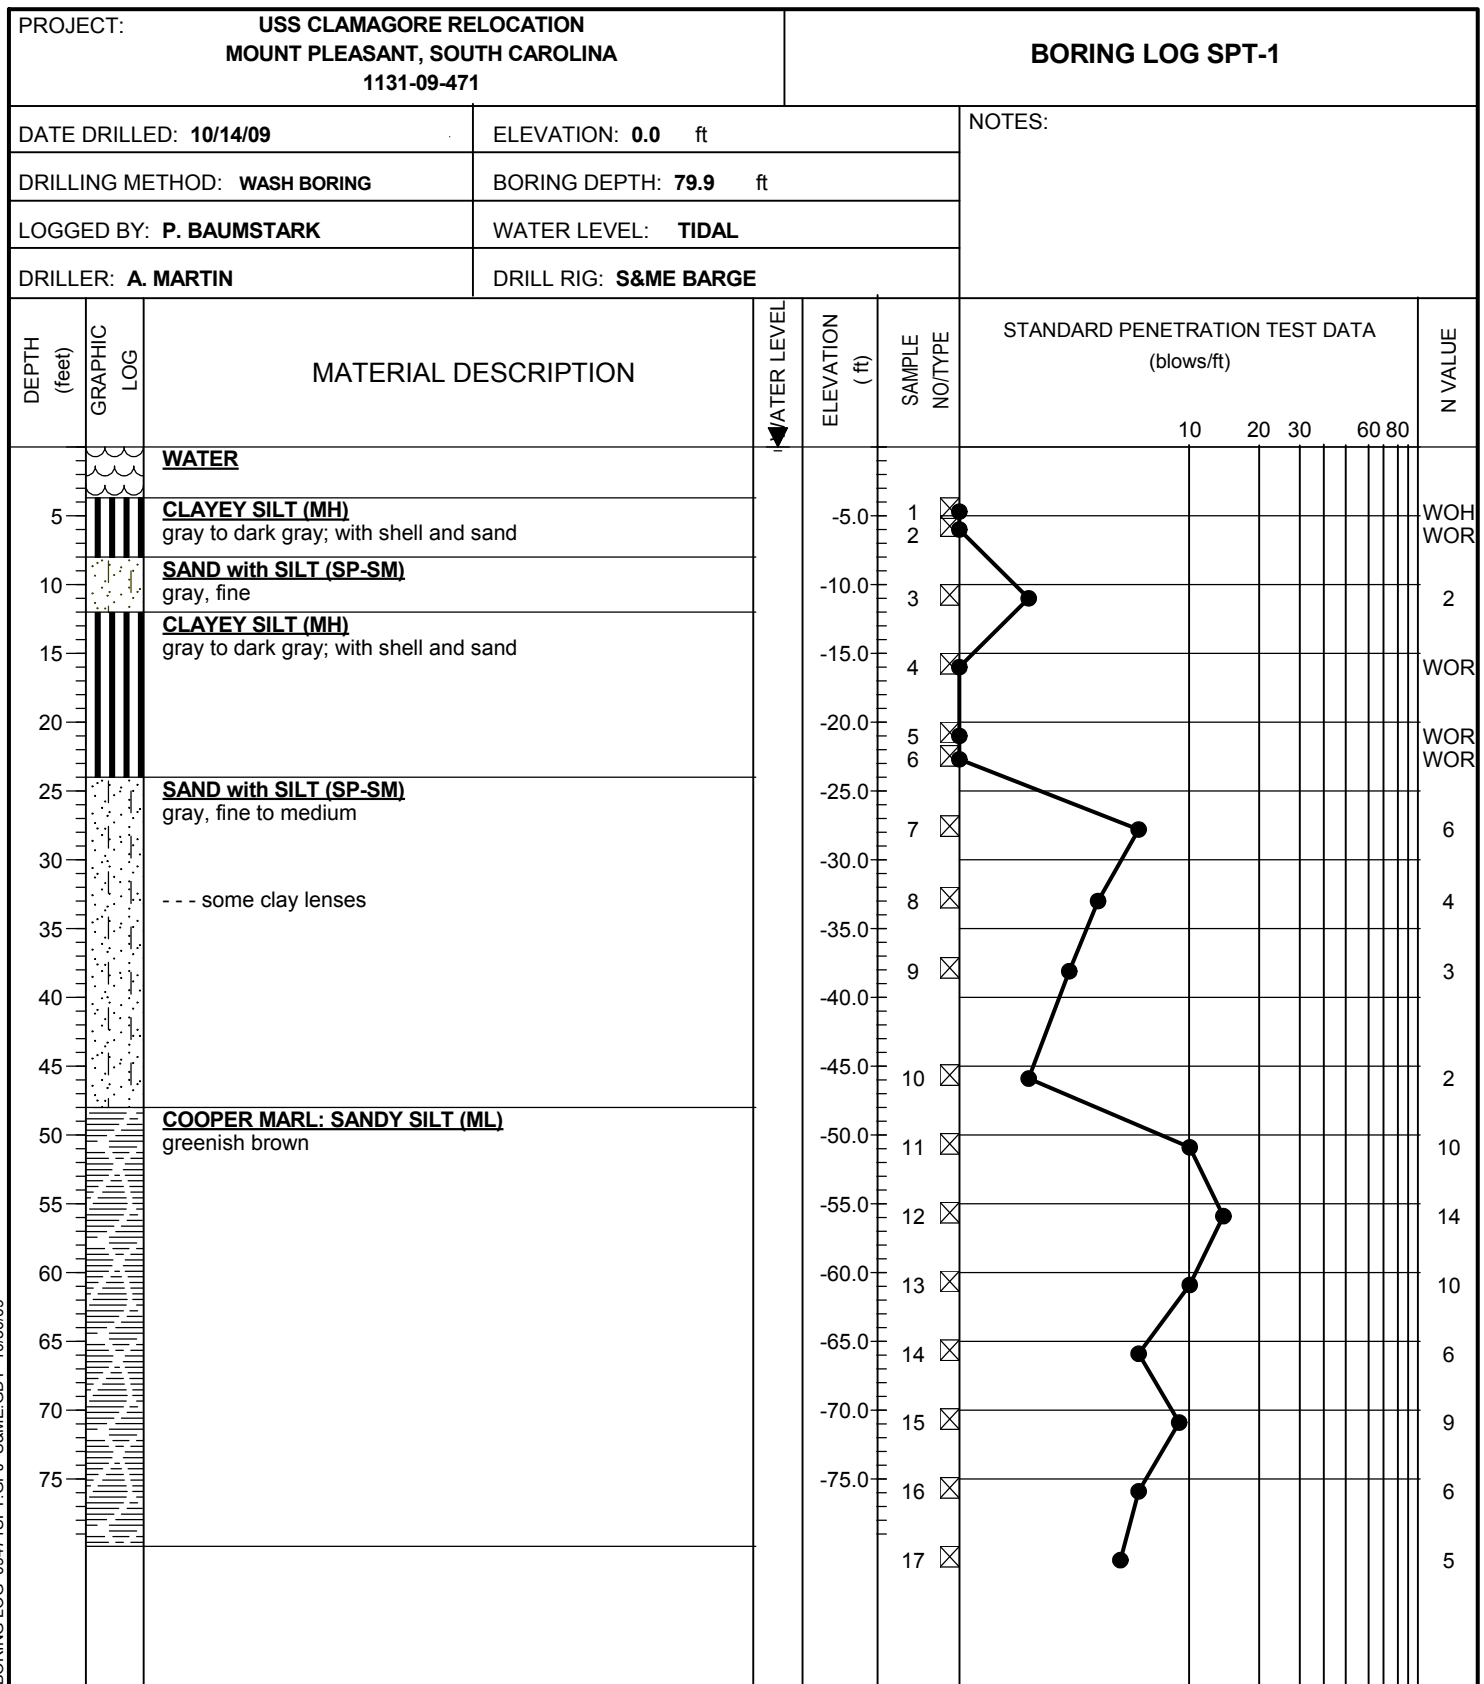 PROJECT: USS CLAMAGORE RELOCATION
MOUNT PLEASANT, SOUTH CAROLINA
1131-09-471
BORING LOG SPT-1
DATE DRILLED: 10/14/09
ELEVATION: 0.0 ft
NOTES:
DRILLING METHOD: WASH BORING
BORING DEPTH: 79.9 ft
LOGGED BY: P. BAUMSTARK
WATER LEVEL: TIDAL
DRILLER: A. MARTIN
DRILL RIG: S&ME BARGE
DEPTH
(feet)
GRAPHIC
LOG
MATERIAL DESCRIPTION
WATER LEVEL
ELEVATION
( ft)
SAMPLE
NO/TYPE
STANDARD PENETRATION TEST DATA
(blows/ft)
N VALUE
10 20 30 60 80
WATER
CLAYEY SILT (MH)
1 WOH
5 -5.0
gray to dark gray; with shell and sand
2 WOR
SAND with SILT (SP-SM)
10 -10.0
gray, fine
3 2
CLAYEY SILT (MH)
gray to dark gray; with shell and sand
15 -15.0
4 WOR
20 -20.0
5 WOR
6 WOR
SAND with SILT (SP-SM)
25 -25.0
gray, fine to medium
7 6
30 -30.0
- - - some clay lenses
8 4
35 -35.0
9 3
40 -40.0
45 -45.0
10 2
COOPER MARL: SANDY SILT (ML)
50 -50.0
greenish brown
11 10
55 -55.0
12 14
60 -60.0
13 10
65 -65.0
14 6
70 -70.0
15 9
75 -75.0
16 6
17 5